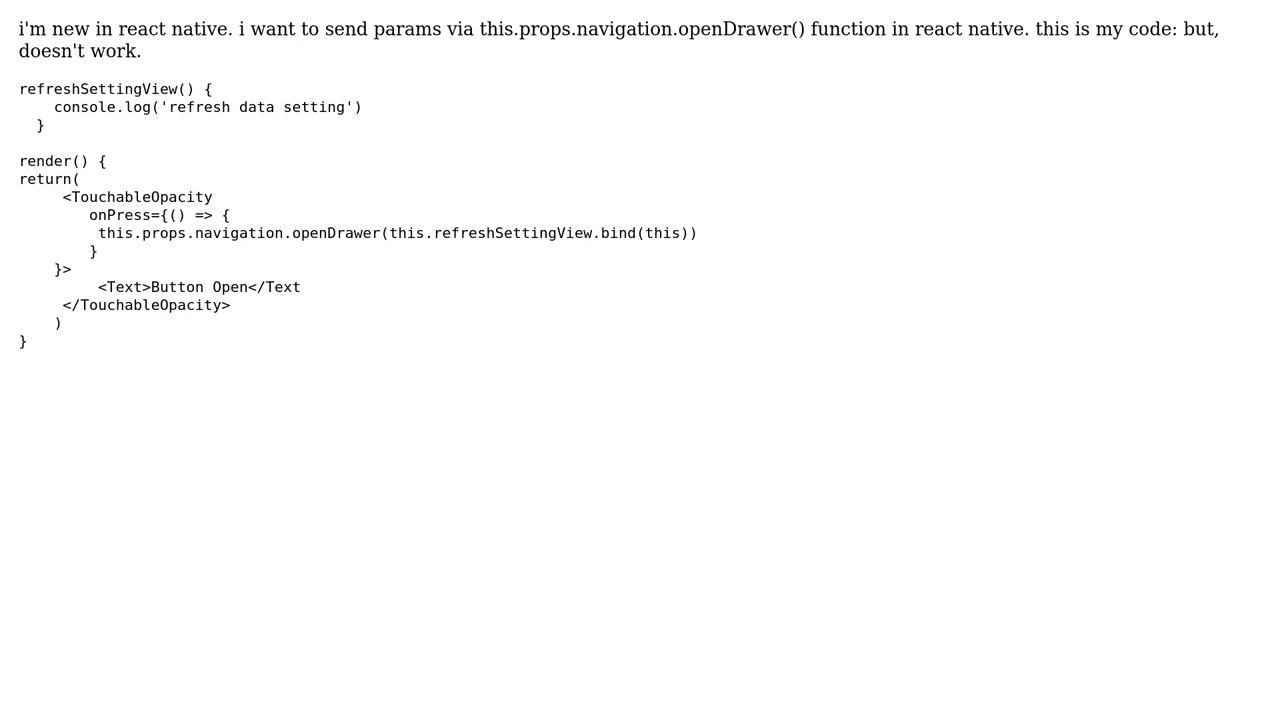 i'm new in react native. i want to send params via this.props.navigation.openDrawer() function in react native. this is my code: but,
doesn't work.
refreshSettingView() {
    console.log('refresh data setting')
  }
render() {
return(
     <TouchableOpacity
        onPress={() => {
         this.props.navigation.openDrawer(this.refreshSettingView.bind(this))
        }
    }>
         <Text>Button Open</Text
     </TouchableOpacity>
    )
}